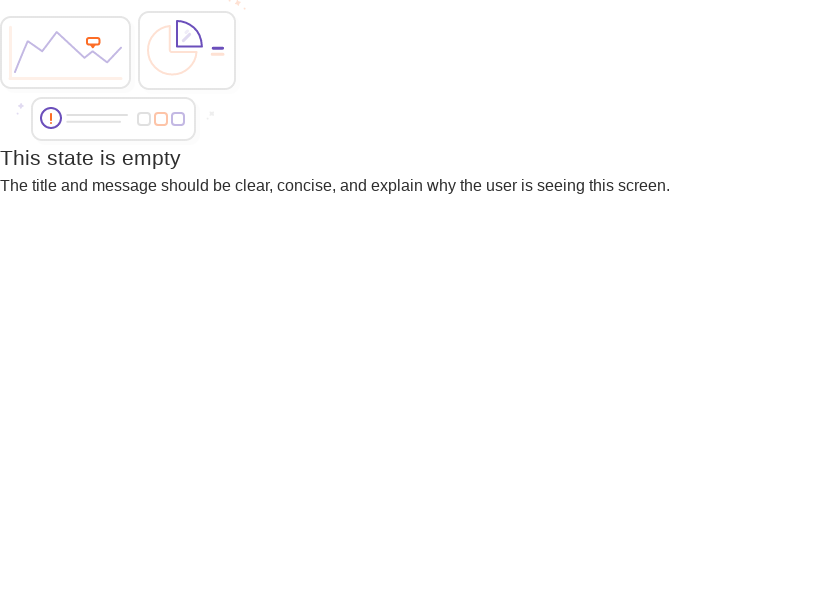 This state is empty
The title and message should be clear, concise, and explain why the user is seeing this screen.